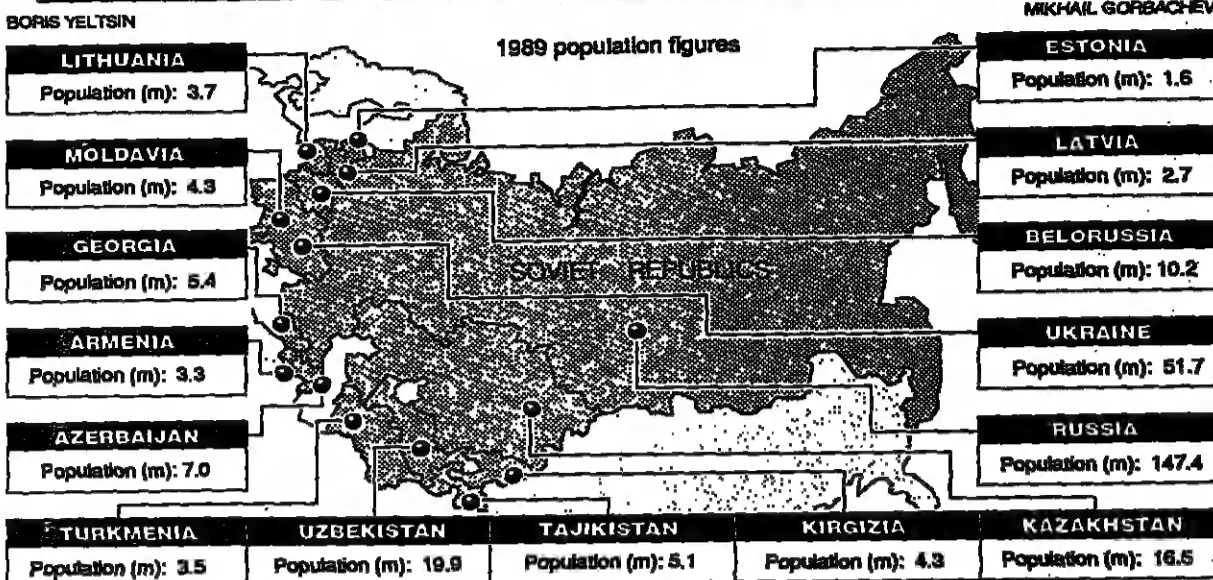 BORIS YELTSIN
MIKHAIL GORBACHEV
1989 population figures
LITHUANIA
Population (m): 3.7
MOLDAVIA
Population (m): 4.3
GEORGIA
Population (m): 5.4
ARMENIA
Population (m): 3.3
AZERBAIJAN
Population (m): 7.0
SOVIET REPUBLICS
ESTONIA
Population (m): 1.6
LATVIA
Population (m): 2.7
BELORUSSIA
Population (m): 10.2
UKRAINE
Population (m): 51.7
RUSSIA
Population (m): 147.4
TURKMENIA
Population (m): 3.5
UZBEKISTAN
Population (m): 19.9
TAJIKISTAN
Population (m): 5.1
KIRGIZIA
Population (m): 4.3
KAZAKHSTAN
Population (m): 16.5